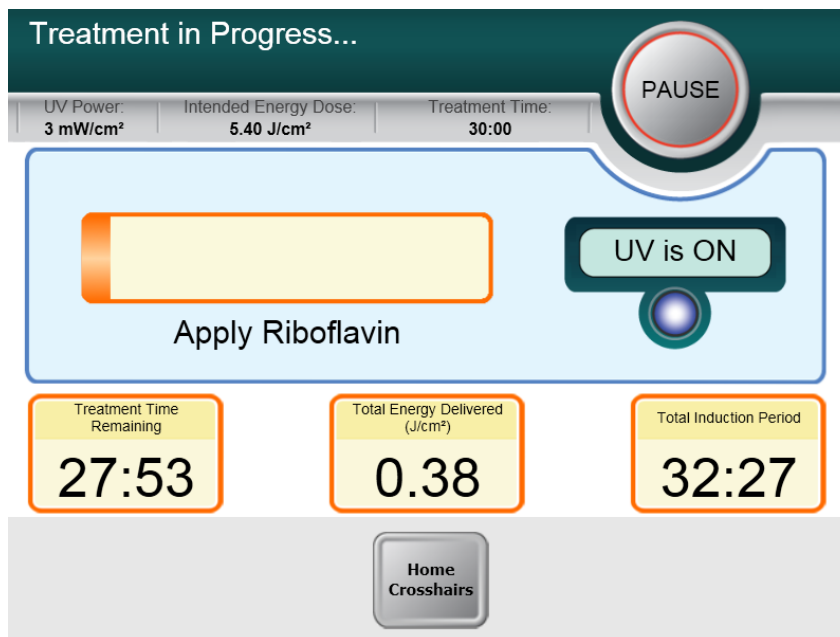 Treatment in Progress...
PAUSE
UV Power:
3 mW/cm²
Intended Energy Dose:
5.40 J/cm²
Treatment Time:
30:00
UV is ON
Apply Riboflavin
Treatment Time
Remaining
27:53
Total Energy Delivered
(J/cm²)
0.38
Total Induction Period
32:27
Home
Crosshairs